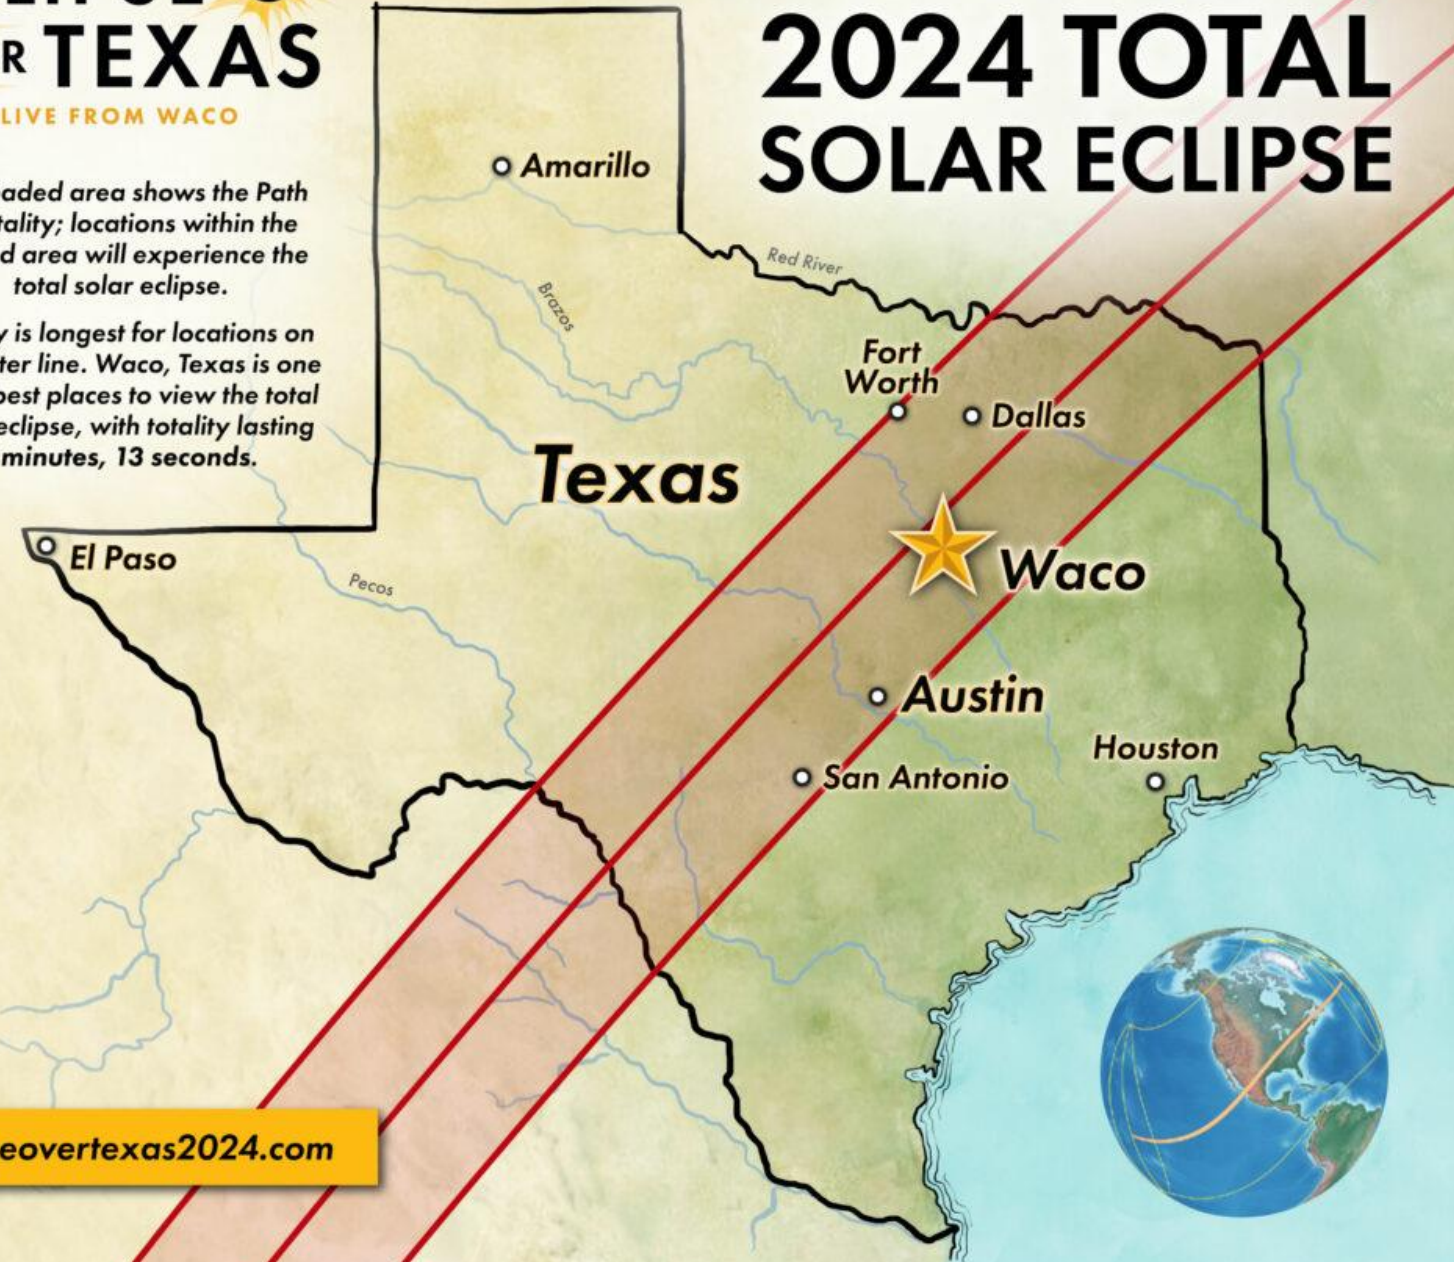 R TEXAS
LIVE FROM WACO
2024 TOTAL
SOLAR ECLIPSE
aded area shows the Path
tality; locations within the
d area will experience the
total solar eclipse.
y is longest for locations on
ter line. Waco, Texas is one
best places to view the total
eclipse, with totality lasting
minutes, 13 seconds.
Amarillo
Red River
Brazos
Fort
Worth
Dallas
Texas
El Paso
Pecos
Waco
Austin
San Antonio
Houston
eovertexas2024.com